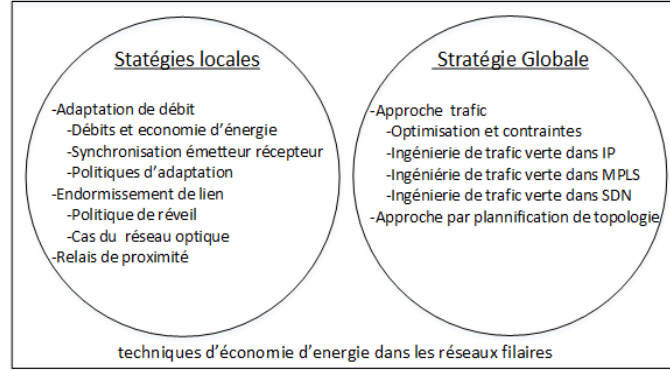 Statégies locales
-Adaptation de débit
-Débits et economie d'énergie
-Synchronisation émetteur récepteur
-Politiques d'adaptation
-Endormissement de lien
-Politique de réveil
-Cas du réseau optique
-Relais de proximité
Stratégie Globale
-Approche trafic
-Optimisation et contraintes
-Ingénierie de trafic verte dans IP
-Ingéniérie de trafic verte dans MPLS
-Ingénierie de trafic verte dans SDN
-Approche par plannification de topologie
techniques d'économie d'energie dans les réseaux filaires